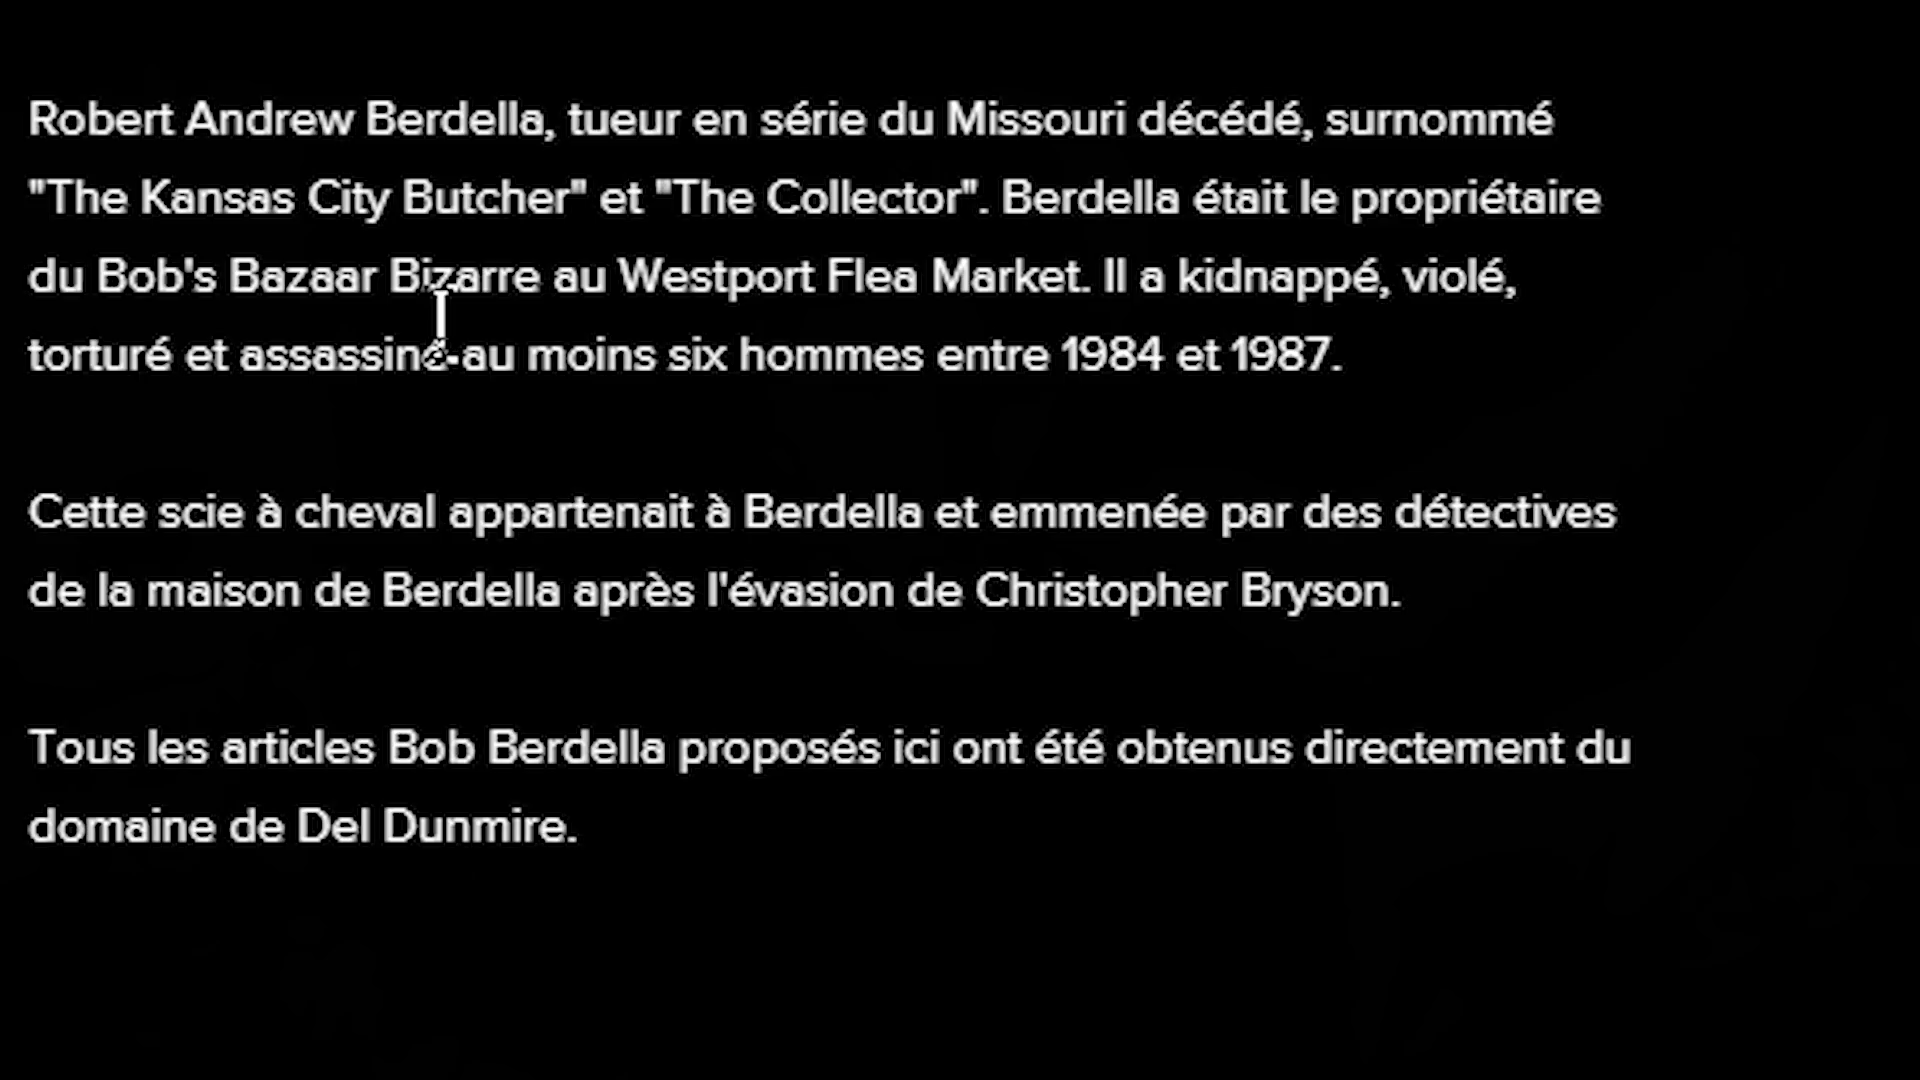 Robert Andrew Berdella, tueur en série du Missouri décédé, surnommé
"The Kansas City Butcher" et "The Collector". Berdella était le propriétaire
du Bob's Bazaar Bizarre au Westport Flea Market. Il a kidnappé, violé,
torturé et assassiné au moins six hommes entre 1984 et 1987.
Cette scie à cheval appartenait à Berdella et emmenée par des détectives
de la maison de Berdella après l'évasion de Christopher Bryson.
Tous les articles Bob Berdella proposés ici ont été obtenus directement du
domaine de Del Dunmire.